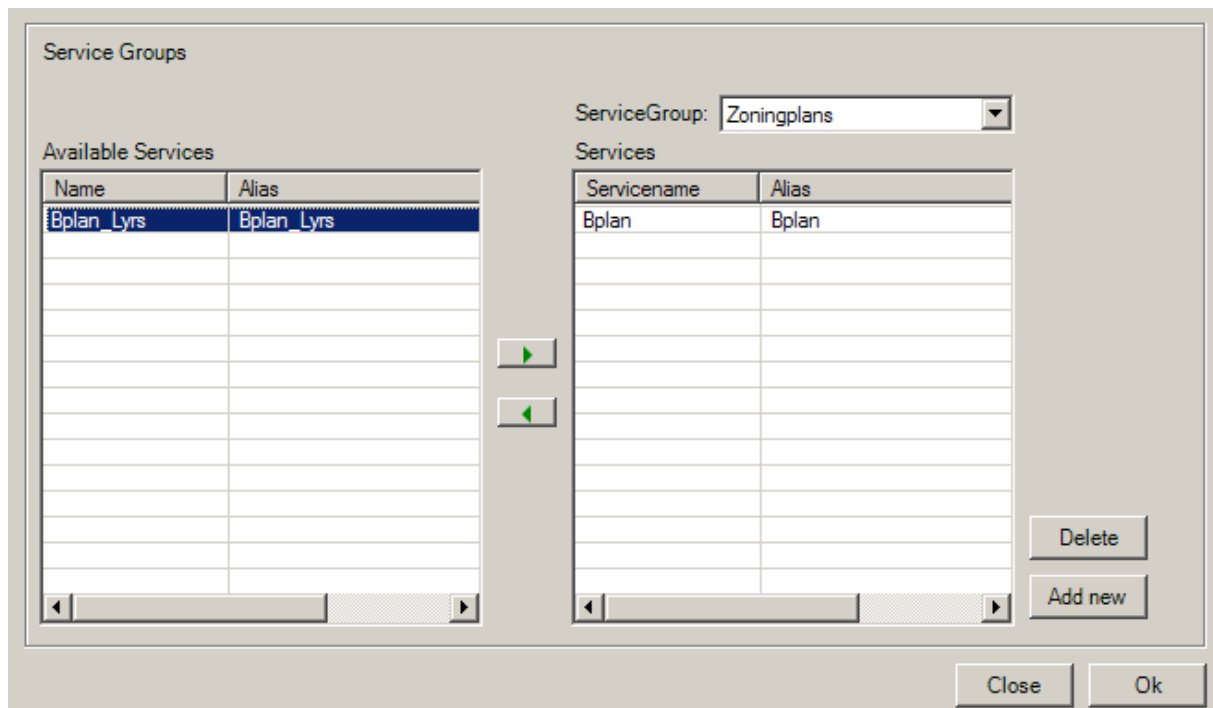 Service Groups
ServiceGroup: Zoningplans
Available Services
Services
Name Alias
Servicename Alias
Bplan_Lyrs Bplan_Lyrs
Bplan Bplan
Delete
Add new
Close Ok